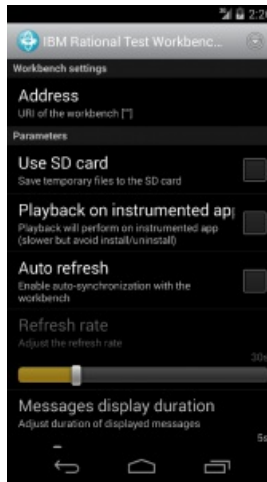 2:20
IBM Rational Test Workbenc...
Workbench settings
Address
URI of the workbench [""]
Parameters
Use SD card
Save temporary files to the SD card
Playback on instrumented ap
Playback will perform on instrumented app
(slower but avoid install/uninstall)
Auto refresh
Enable auto-synchronization with the
workbench
Refresh rate
Adjust the refresh rate
30s
Messages display duration
Adjust duration of displayed messages
5s